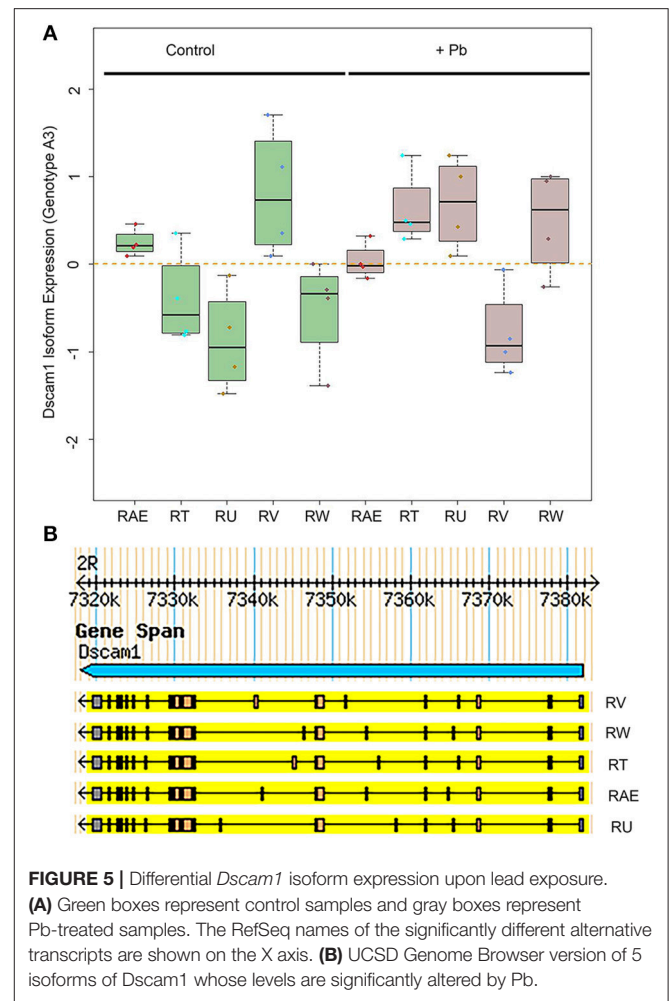 A
Control
+ Pb
Dscam1 Isoform Expression (Genotype A3)
2
1
0
-1
-2
RAE RT RU RV RW RAE RT RU RV RW
B
2R
7320k 7330k 7340k 7350k 7360k 7370k 7380k
Gene Span
Dscam1
RV
RW
RT
RAE
RU
FIGURE 5 | Differential Dscam1 isoform expression upon lead exposure.
(A) Green boxes represent control samples and gray boxes represent
Pb-treated samples. The RefSeq names of the significantly different alternative
transcripts are shown on the X axis. (B) UCSD Genome Browser version of 5
isoforms of Dscam1 whose levels are significantly altered by Pb.